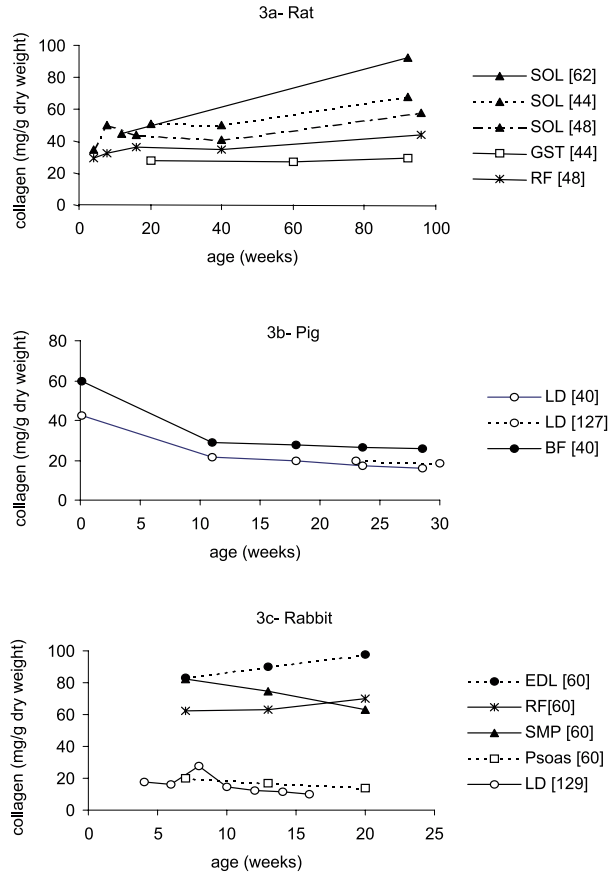 3a- Rat
collagen (mg/g dry weight)
100
80
60
40
20
0
0 20 40 60 80 100
age (weeks)
SOL [62]
SOL [44]
SOL [48]
GST [44]
RF [48]
3b- Pig
collagen (mg/g dry weight)
80
60
40
20
0
0 5 10 15 20 25 30
age (weeks)
LD [40]
LD [127]
BF [40]
3c- Rabbit
collagen (mg/g dry weight)
100
80
60
40
20
0
0 5 10 15 20 25
age (weeks)
EDL [60]
RF[60]
SMP [60]
Psoas [60]
LD [129]